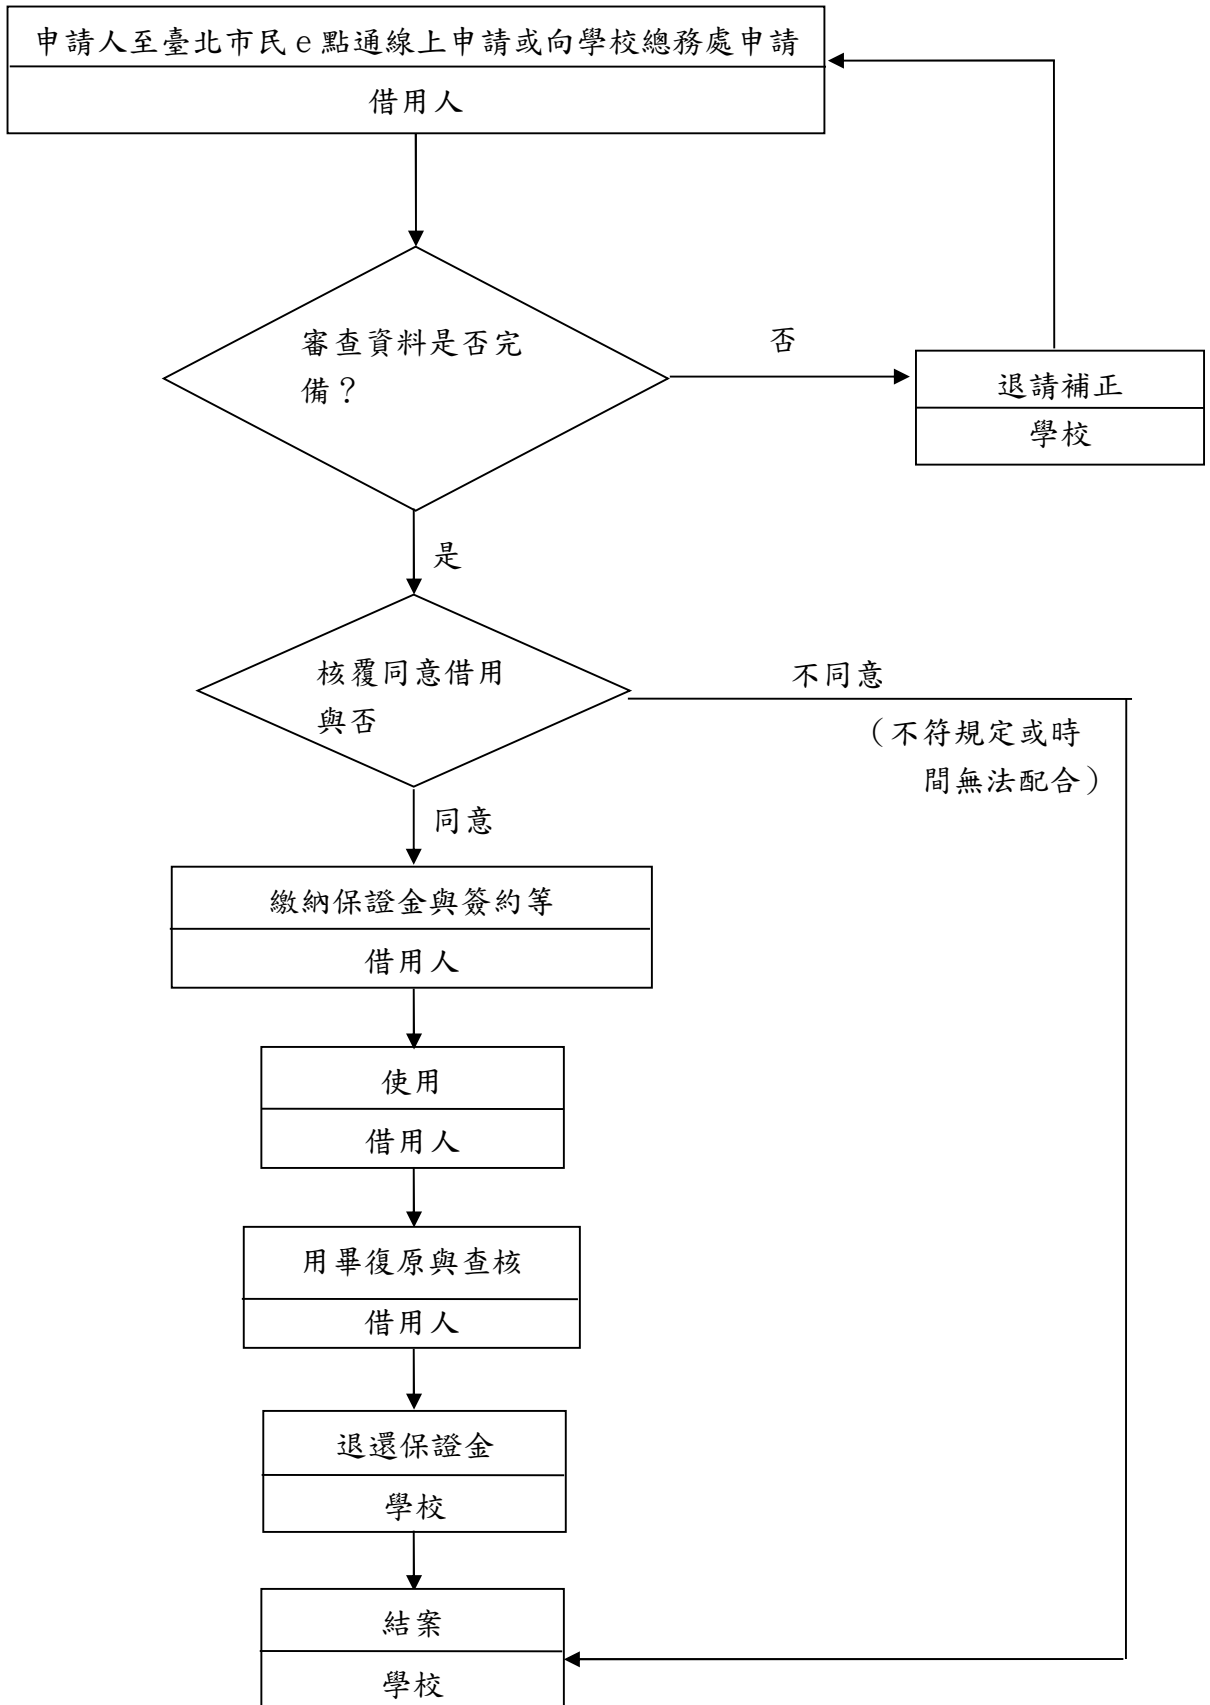 申請人至臺北市民e點通線上申請或向學校總務處申請
借用人
審查資料是否完
備？
否
退請補正
學校
是
核覆同意借用
與否
不同意
（不符規定或時
間無法配合）
同意
繳納保證金與簽約等
借用人
使用
借用人
用畢復原與查核
借用人
退還保證金
學校
結案
學校